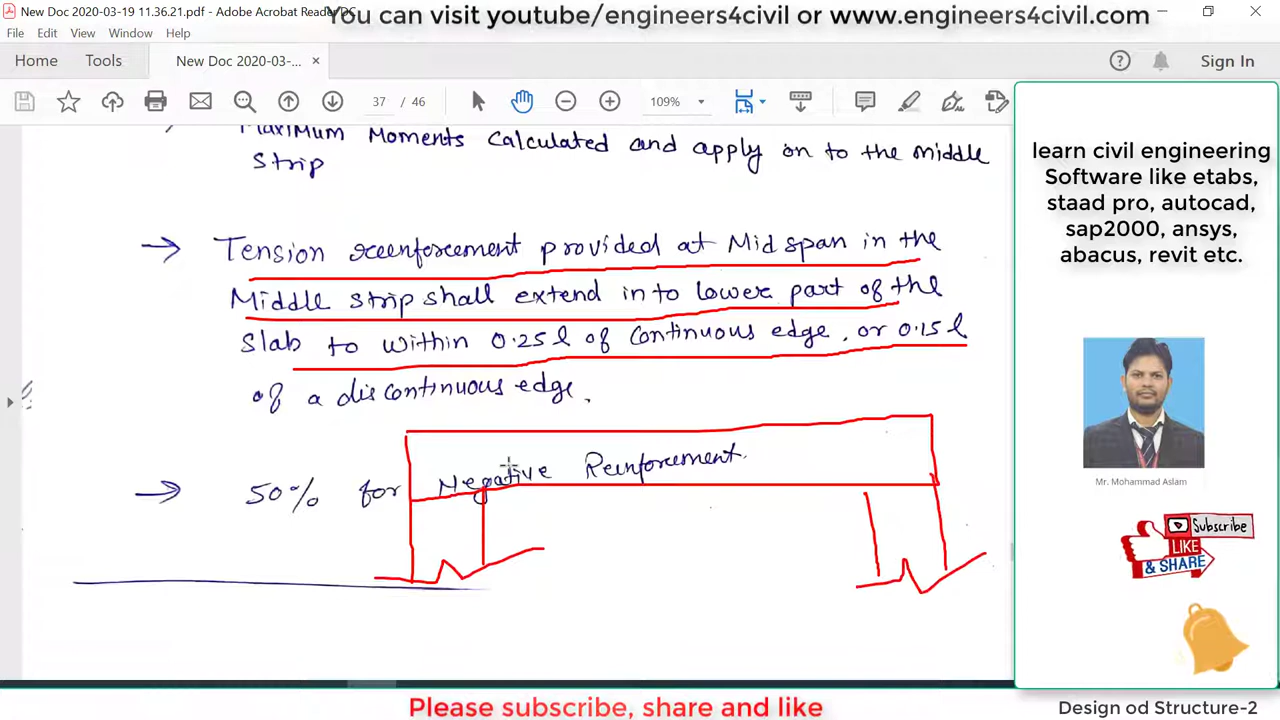 New Doc 2020-03-19 11.36.21.pdf - Adobe Acrobat Reader DC
You can visit youtube/engineers4civil or www.engineers4civil.com
File Edit View Window Help
Home Tools New Doc 2020-03-... × Sign In
37 / 46 109%
Maximum Moments Calculated and apply on to the middle
Strip
→ Tension reenforcement provided at Mid span in the
Middle strip shall extend in to lower part of the
Slab to within 0.25 l of Continuous edge, or 0.15 l
of a discontinuous edge.
→ 50% for Negative Reinforcement.
learn civil engineering
Software like etabs,
staad pro, autocad,
sap2000, ansys,
abacus, revit etc.
Mr. Mohammad Aslam
Subscribe
LIKE
& SHARE
Please subscribe, share and like
Design od Structure-2